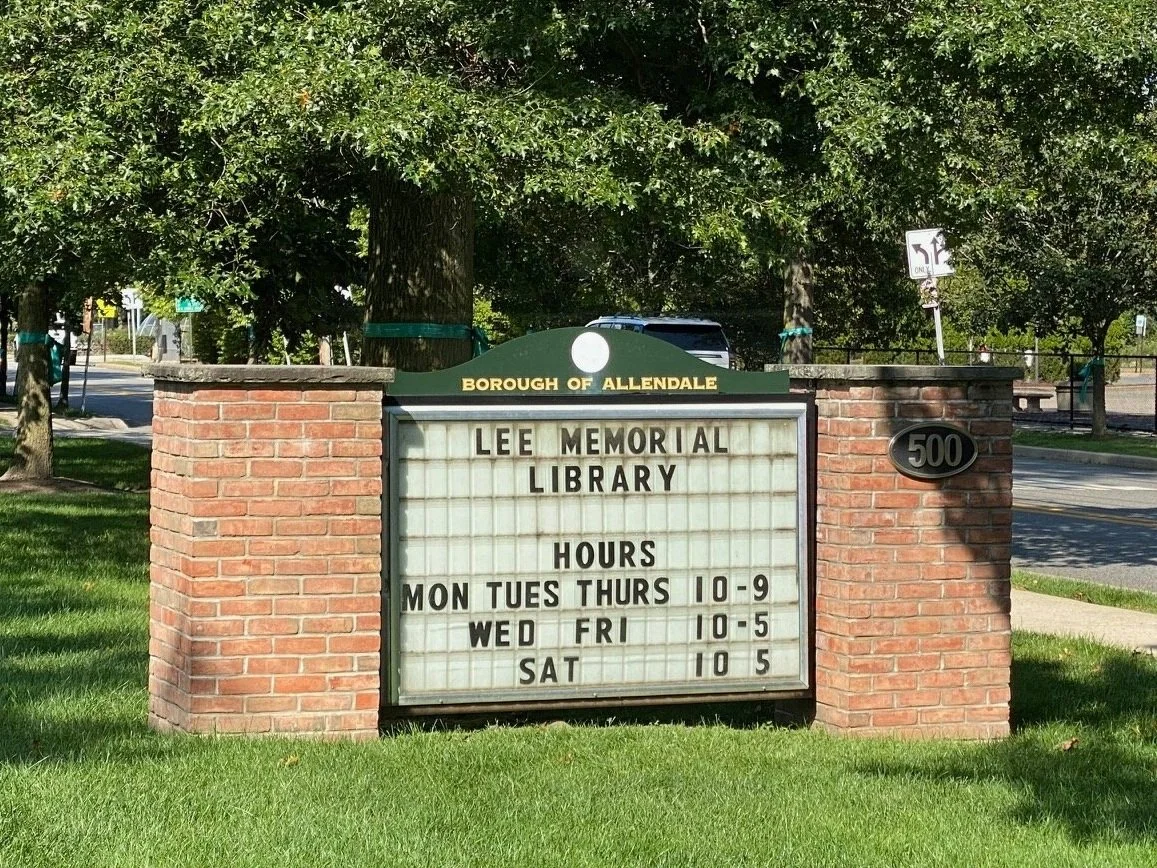 BOROUGH OF ALLENDALE
LEE MEMORIAL
LIBRARY
500
HOURS
MON TUES THURS 10-9
WED FRI 10-5
SAT 10 5
ONLY